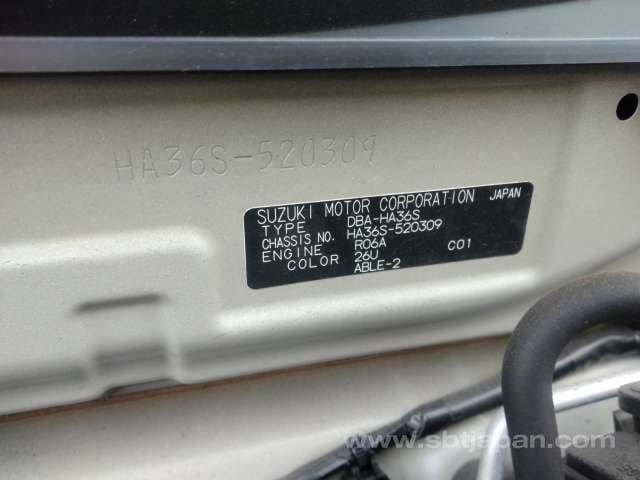 HA36S-520309
SUZUKI MOTOR CORPORATION JAPAN
TYPE DBA-HA36S
CHASSIS NO. HA36S-520309
ENGINE R06A C01
COLOR 26U
ABLE-2
www.sbtjapan.com